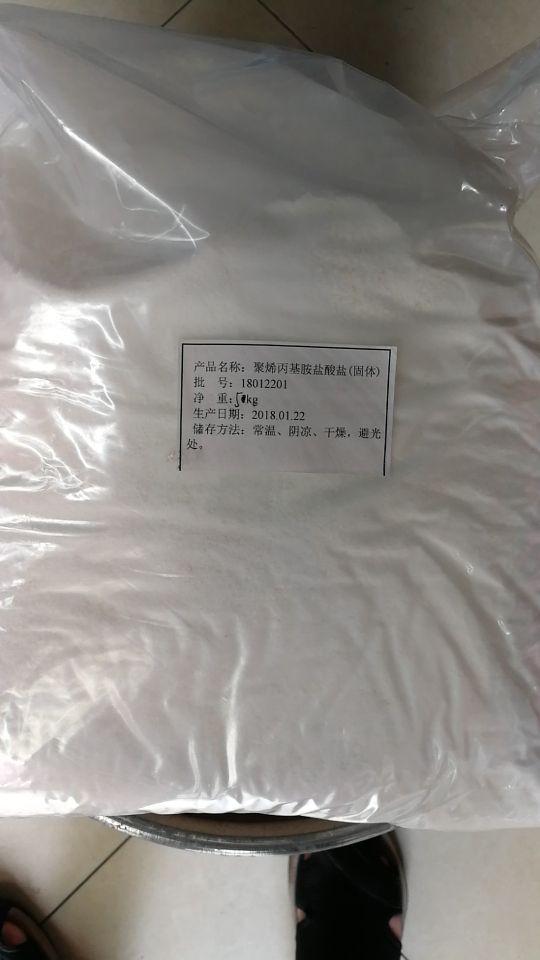 产品名称：聚烯丙基胺盐酸盐(固体)
批 号：18012201
净 重：kg
生产日期：2018.01.22
储存方法：常温、阴凉、干燥，避光
处。